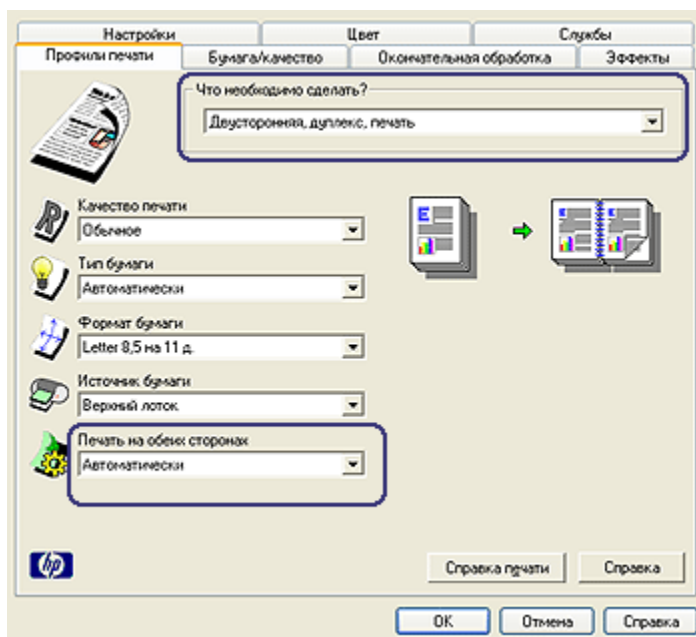 Настройки Цвет Службы
Профили печати Бумага/качество Окончательная обработка Эффекты
Что необходимо сделать?
Двусторонняя, дуплекс, печать
Качество печати
Обычное
Тип бумаги
Автоматически
Формат бумаги
Letter 8,5 на 11 д.
Источник бумаги
Верхний лоток
Печать на обеих сторонах
Автоматически
hp
Справка печати Справка
OK Отмена Справка